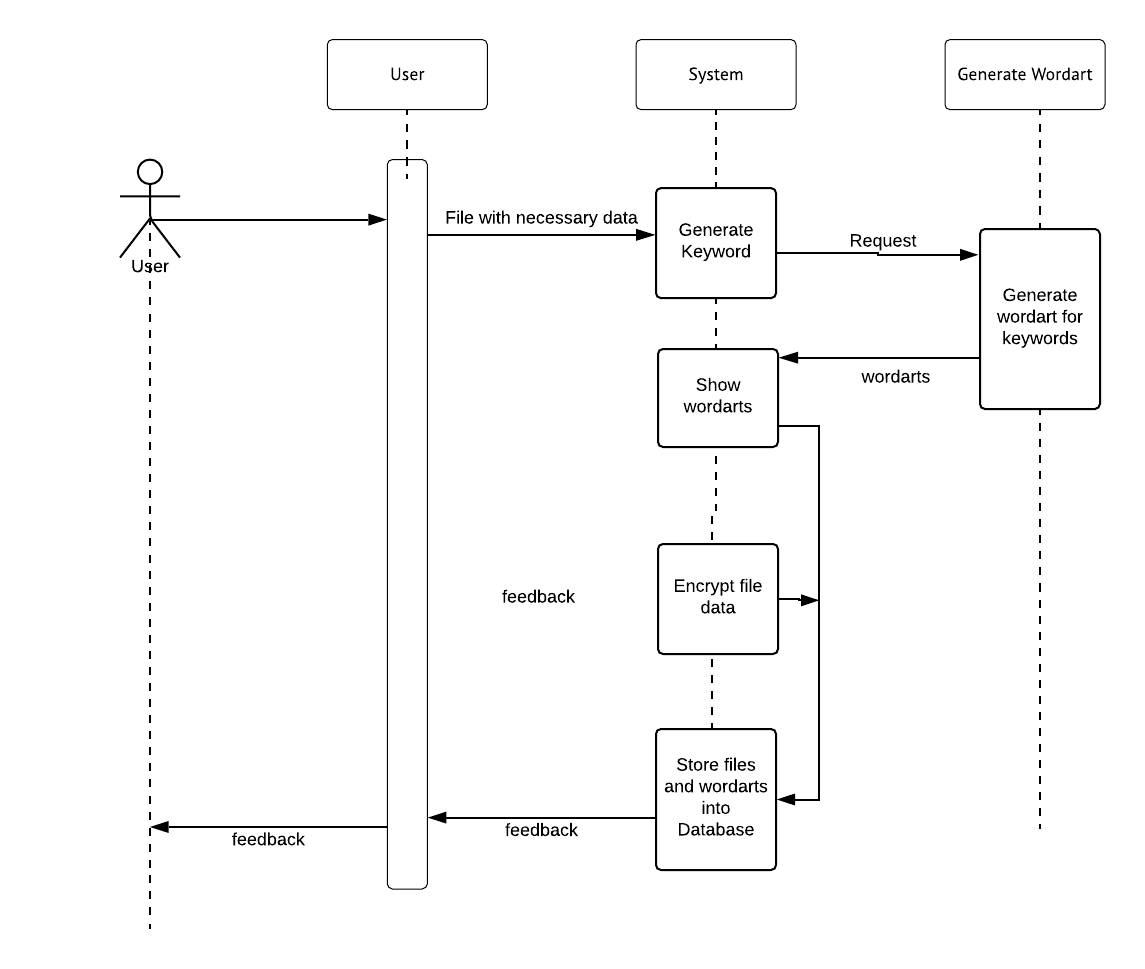 User
System
Generate Wordart
User
File with necessary data
Generate
Keyword
Request
Generate
wordart for
keywords
wordarts
Show
wordarts
feedback
Encrypt file
data
Store files
and wordarts
into
Database
feedback
feedback